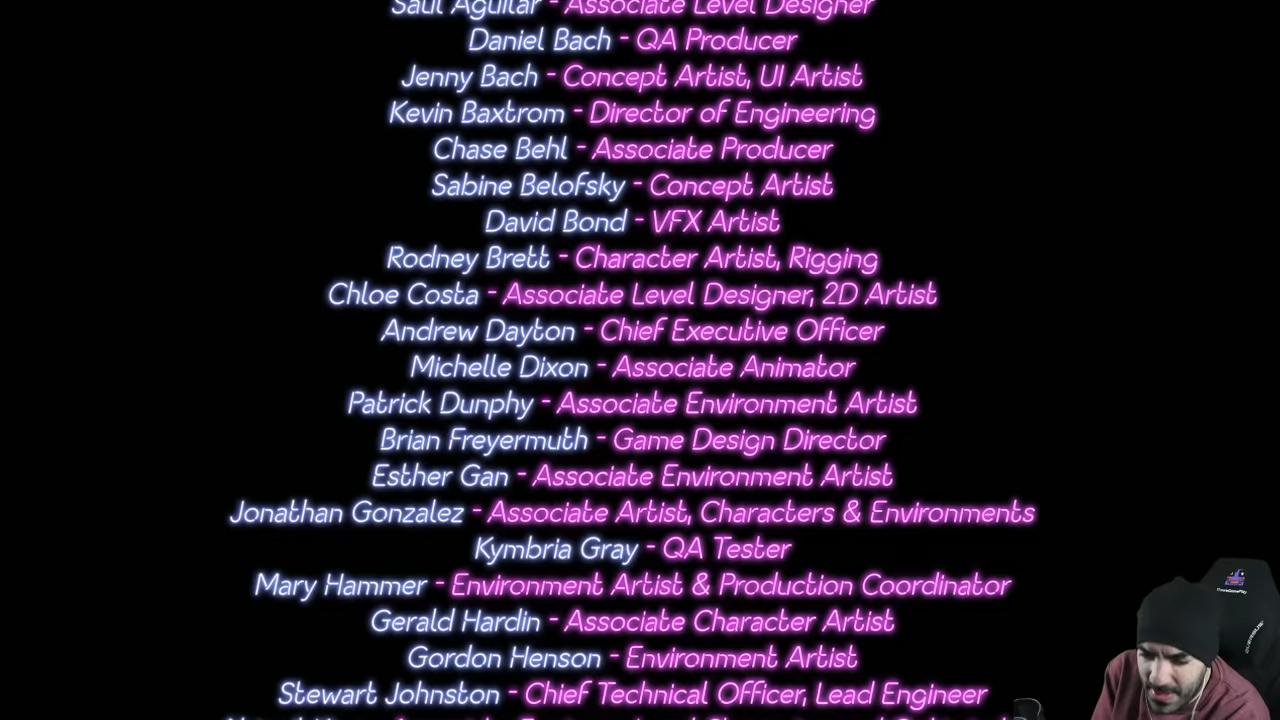 Saul Aguilar - Associate Level Designer
Daniel Bach - QA Producer
Jenny Bach - Concept Artist, UI Artist
Kevin Baxtrom - Director of Engineering
Chase Behl - Associate Producer
Sabine Belofsky - Concept Artist
David Bond - VFX Artist
Rodney Brett - Character Artist, Rigging
Chloe Costa - Associate Level Designer, 2D Artist
Andrew Dayton - Chief Executive Officer
Michelle Dixon - Associate Animator
Patrick Dunphy - Associate Environment Artist
Brian Freyermuth - Game Design Director
Esther Gan - Associate Environment Artist
Jonathan Gonzalez - Associate Artist, Characters & Environments
Kymbria Gray - QA Tester
Mary Hammer - Environment Artist & Production Coordinator
Gerald Hardin - Associate Character Artist
Gordon Henson - Environment Artist
Stewart Johnston - Chief Technical Officer, Lead Engineer